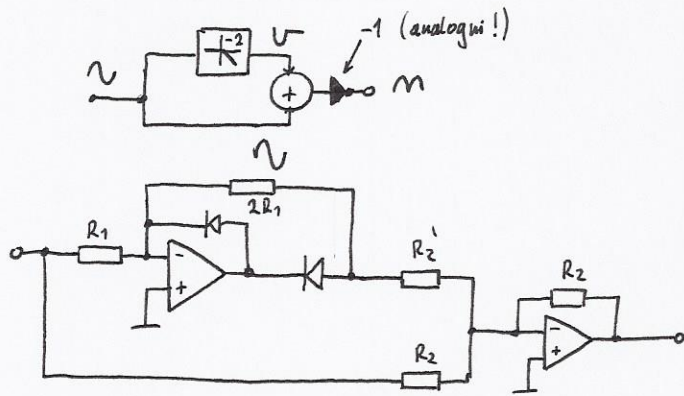 -2
-1 (analogni!)
+
2R₁
R₁
-
+
R₂'
R₂
R₂
-
+